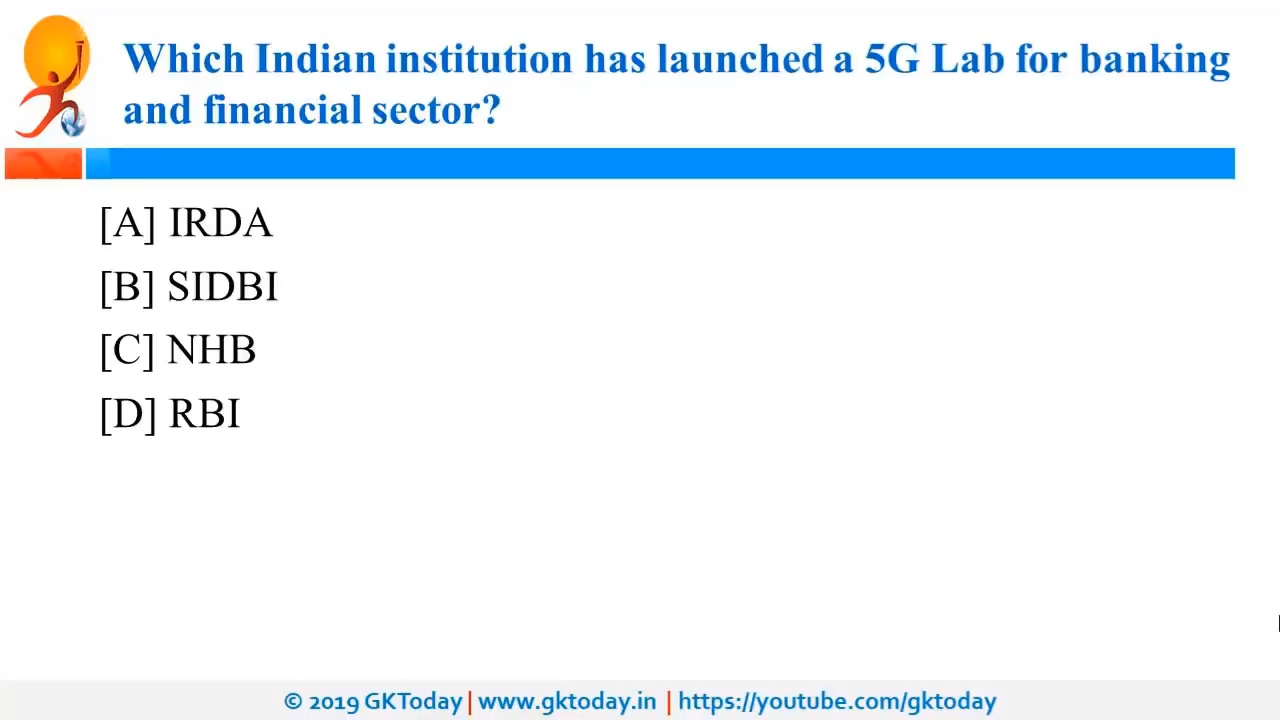 Which Indian institution has launched a 5G Lab for banking
and financial sector?
[A] IRDA
[B] SIDBI
[C] NHB
[D] RBI
© 2019 GKToday | www.gktoday.in | https://youtube.com/gktoday